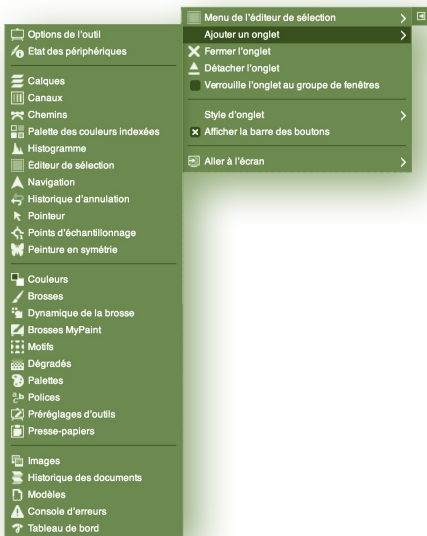 Menu de l'éditeur de sélection
Ajouter un onglet
Fermer l'onglet
Détacher l'onglet
Verrouille l'onglet au groupe de fenêtres
Style d'onglet
Afficher la barre des boutons
Aller à l'écran
Options de l'outil
État des périphériques
Calques
Canaux
Chemins
Palette des couleurs indexées
Histogramme
Éditeur de sélection
Navigation
Historique d'annulation
Pointeur
Points d'échantillonnage
Peinture en symétrie
Couleurs
Brosses
Dynamique de la brosse
Brosses MyPaint
Motifs
Dégradés
Palettes
Polices
Préréglages d'outils
Presse-papiers
Images
Historique des documents
Modèles
Console d'erreurs
Tableau de bord